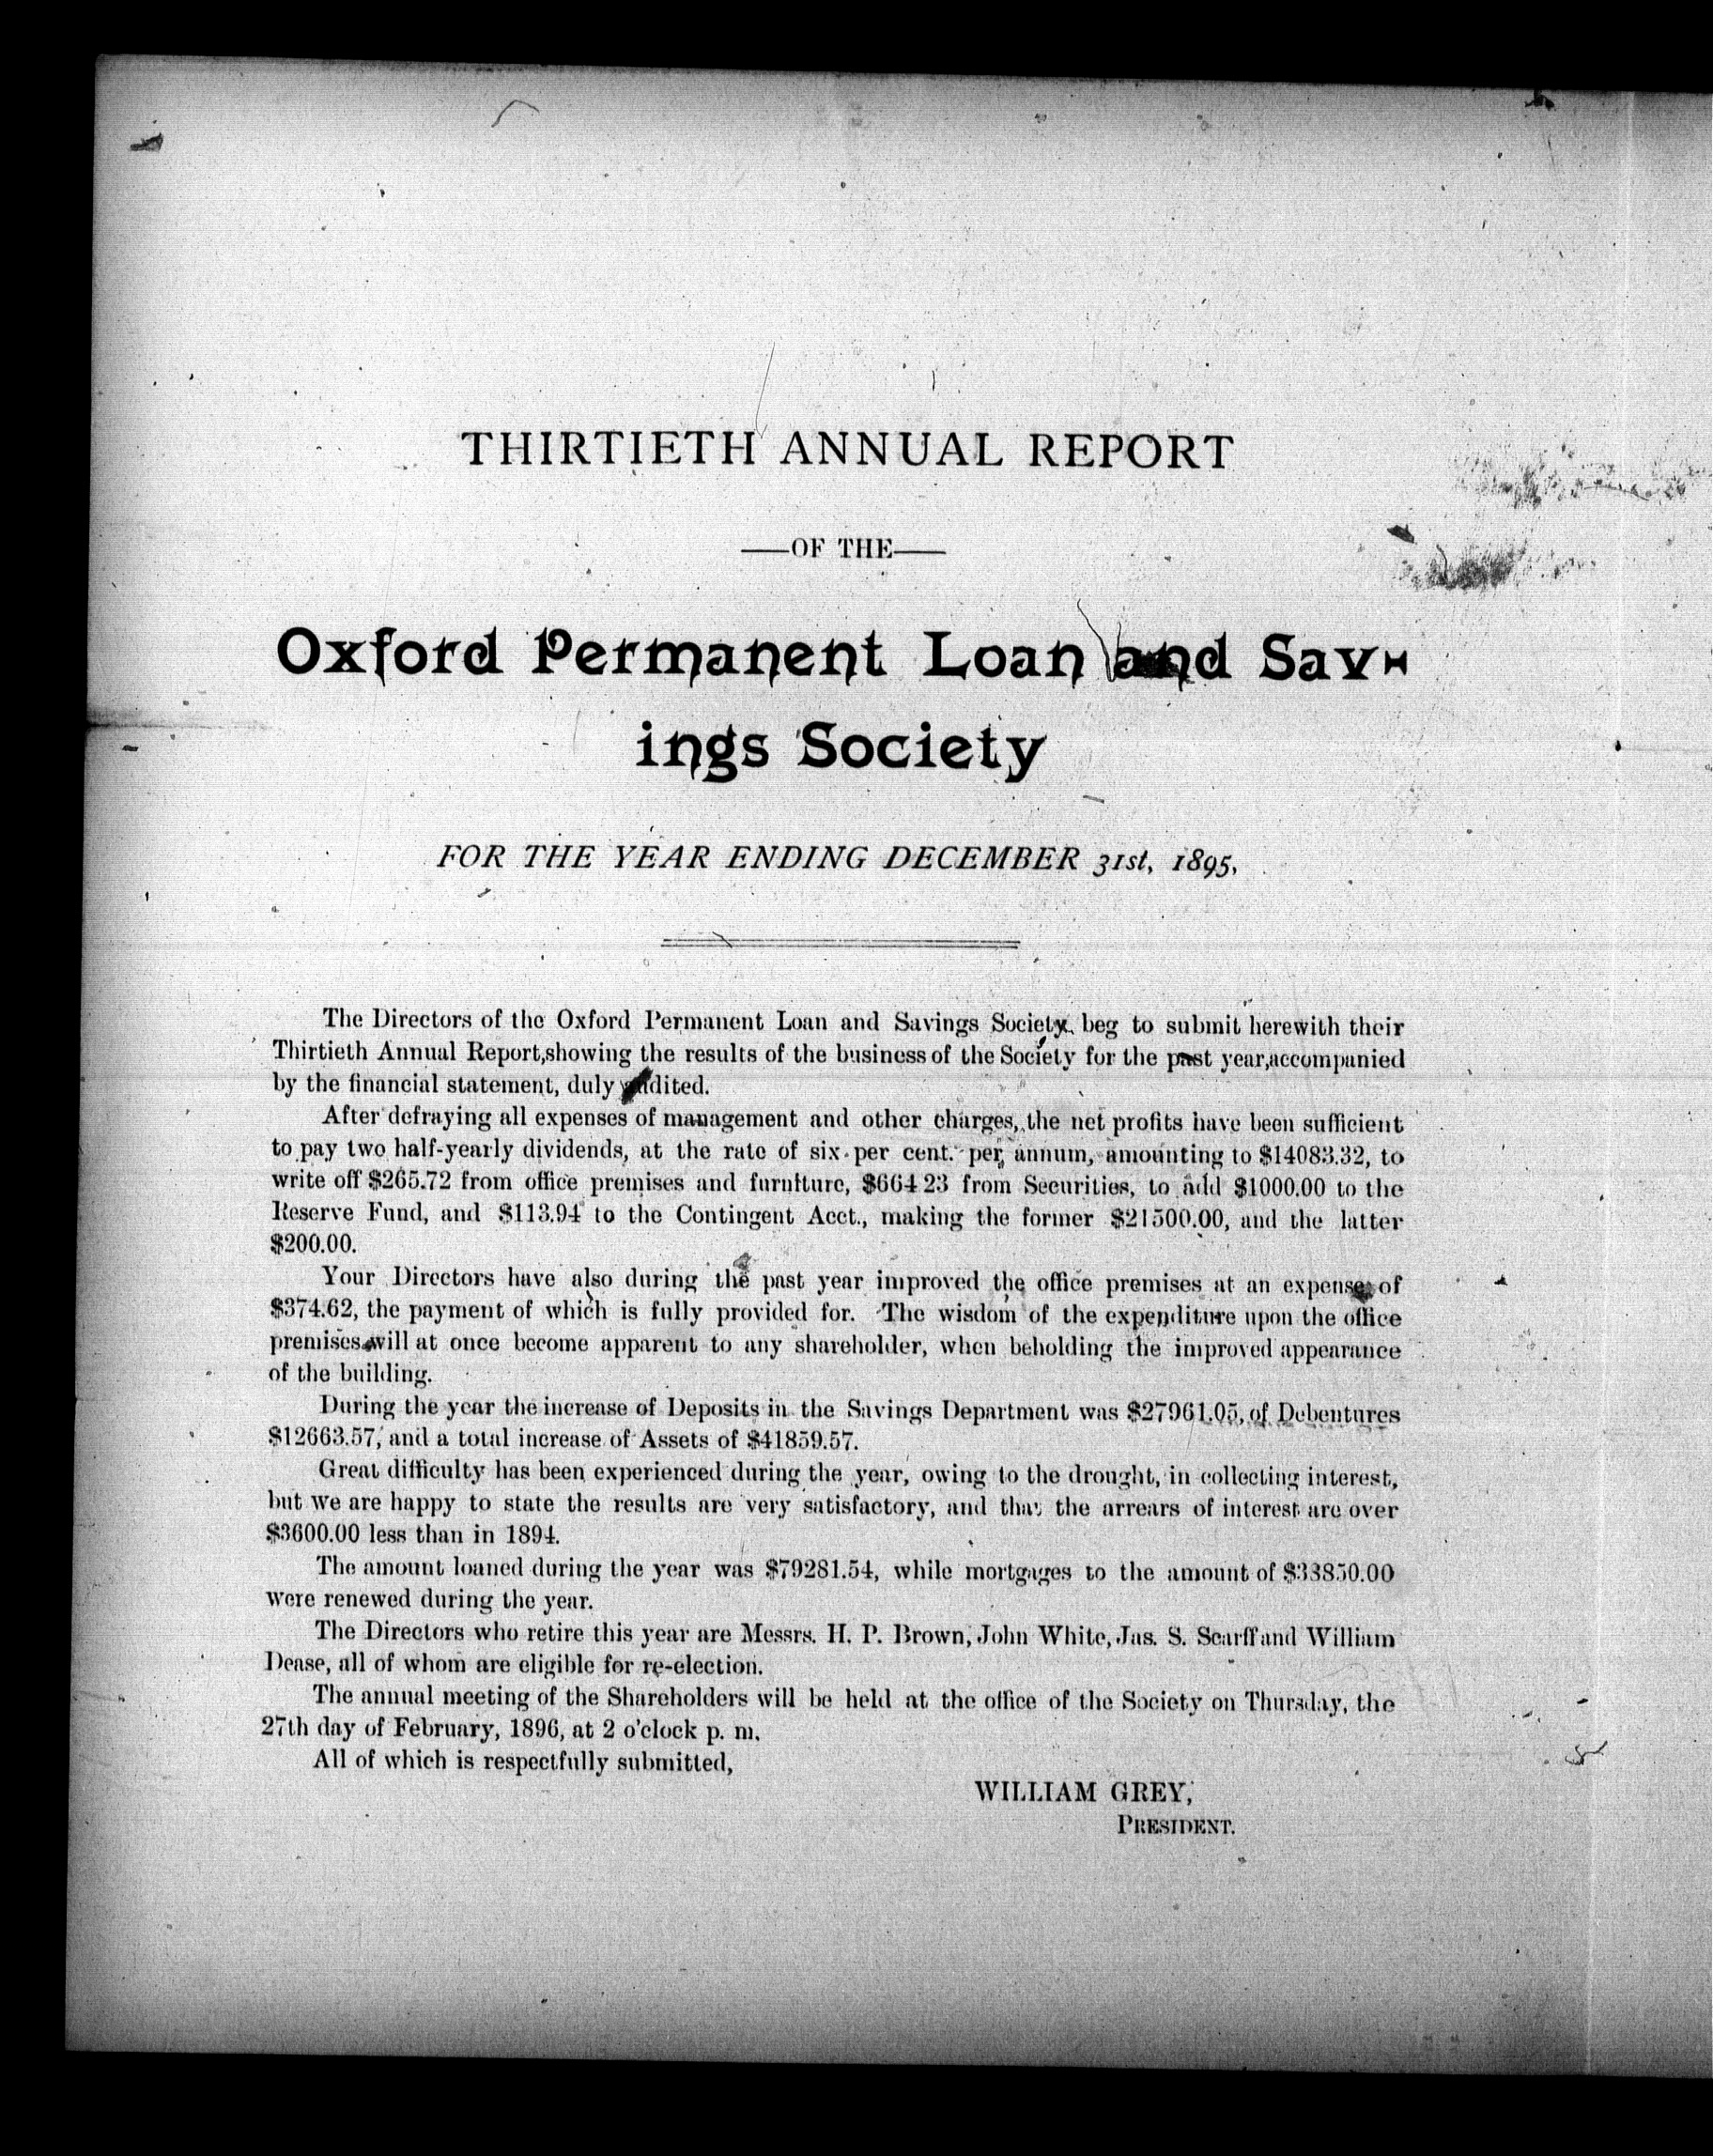 THIRTIETH ANNUAL REPORT
—OF THE—
Oxford Permanent Loan and Sav-
ings Society
FOR THE YEAR ENDING DECEMBER 31st, 1895,
The Directors of the Oxford Permanent Loan and Savings Society beg to submit herewith their
Thirtieth Annual Report,showing the results of the business of the Society for the past year,accompanied
by the financial statement, duly audited.
After defraying all expenses of management and other charges, the net profits have been sufficient
to pay two half-yearly dividends, at the rate of six per cent. per annum, amounting to $14083.32, to
write off $265.72 from office premises and furnfture, $664 23 from Securities, to add $1000.00 to the
Reserve Fund, and $113.94 to the Contingent Acct., making the former $21500.00, and the latter
$200.00.
Your Directors have also during the past year improved the office premises at an expense of
$374.62, the payment of which is fully provided for. The wisdom of the expenditure upon the office
premises will at once become apparent to any shareholder, when beholding the improved appearance
of the building.
During the year the increase of Deposits in the Savings Department was $27961.05, of Debentures
$12663.57, and a total increase of Assets of $41859.57.
Great difficulty has been experienced during the year, owing to the drought, in collecting interest,
but we are happy to state the results are very satisfactory, and that the arrears of interest are over
$3600.00 less than in 1894.
The amount loaned during the year was $79281.54, while mortgages to the amount of $33850.00
were renewed during the year.
The Directors who retire this year are Messrs. H. P. Brown, John White, Jas. S. Scarff and William
Dease, all of whom are eligible for re-election.
The annual meeting of the Shareholders will be held at the office of the Society on Thursday, the
27th day of February, 1896, at 2 o'clock p. m.
All of which is respectfully submitted,
WILLIAM GREY,
PRESIDENT.